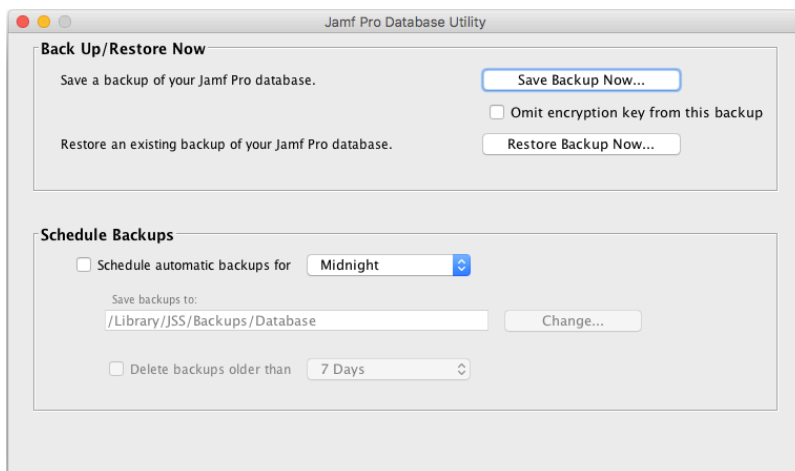 Jamf Pro Database Utility
Back Up/Restore Now
Save a backup of your Jamf Pro database.
Save Backup Now...
Omit encryption key from this backup
Restore an existing backup of your Jamf Pro database.
Restore Backup Now...
Schedule Backups
Schedule automatic backups for
Midnight
Save backups to:
/Library/JSS/Backups/Database
Change...
Delete backups older than
7 Days